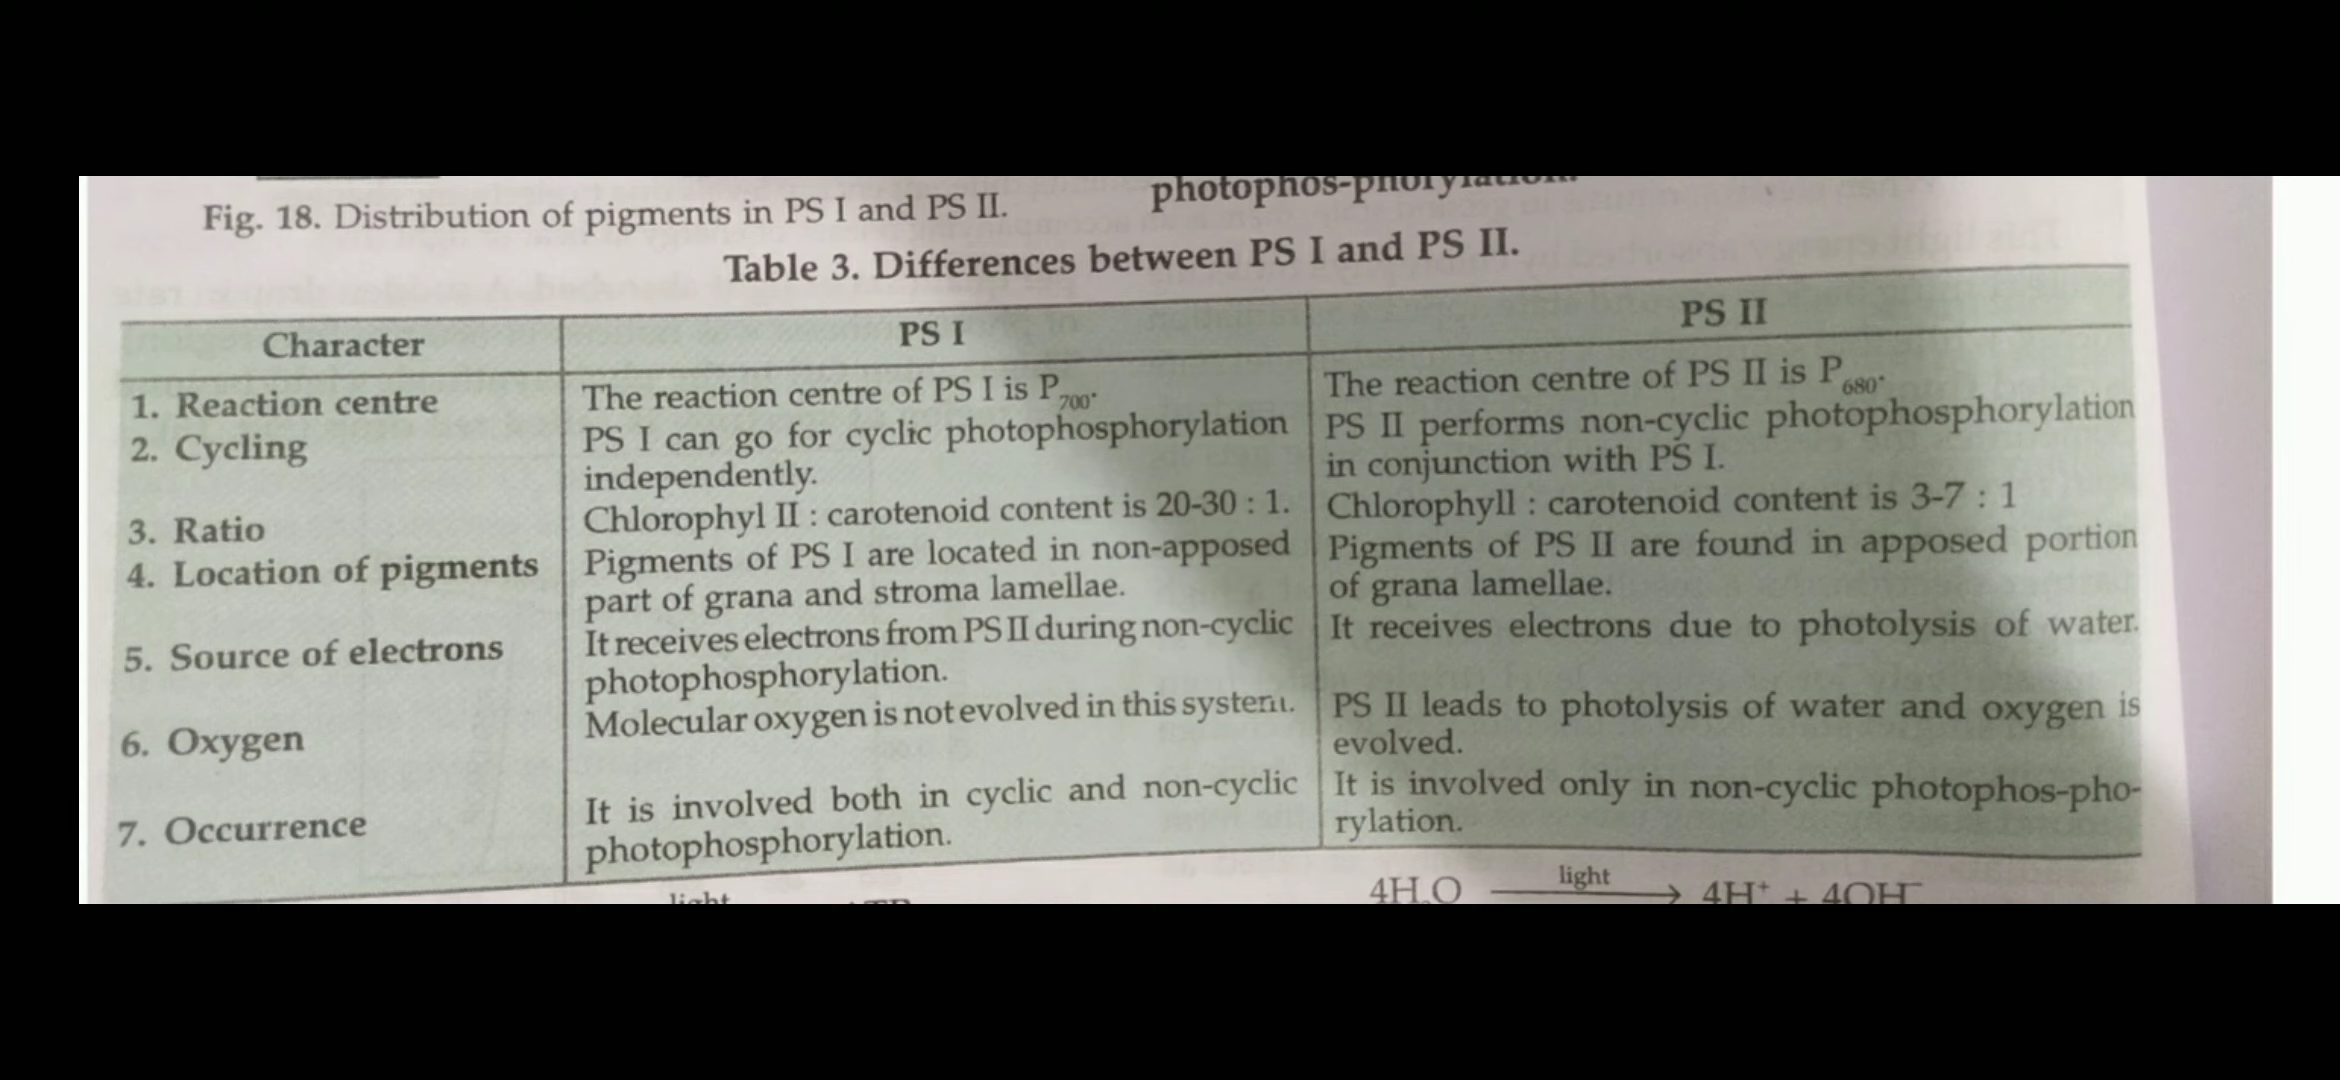 photophos-phorylation.
Fig. 18. Distribution of pigments in PS I and PS II.
Table 3. Differences between PS I and PS II.
Character PS I PS II
1. Reaction centre The reaction centre of PS I is P700. The reaction centre of PS II is P680.
2. Cycling PS I can go for cyclic photophosphorylation PS II performs non-cyclic photophosphorylation
independently. in conjunction with PS I.
3. Ratio Chlorophyl II : carotenoid content is 20-30 : 1. Chlorophyll : carotenoid content is 3-7 : 1
4. Location of pigments Pigments of PS I are located in non-apposed Pigments of PS II are found in apposed portion
part of grana and stroma lamellae. of grana lamellae.
5. Source of electrons It receives electrons from PS II during non-cyclic It receives electrons due to photolysis of water.
photophosphorylation.
6. Oxygen Molecular oxygen is not evolved in this system. PS II leads to photolysis of water and oxygen is
evolved.
7. Occurrence It is involved both in cyclic and non-cyclic It is involved only in non-cyclic photophos-pho-
photophosphorylation. rylation.
light
4H2O light → 4H+ + 4OH−